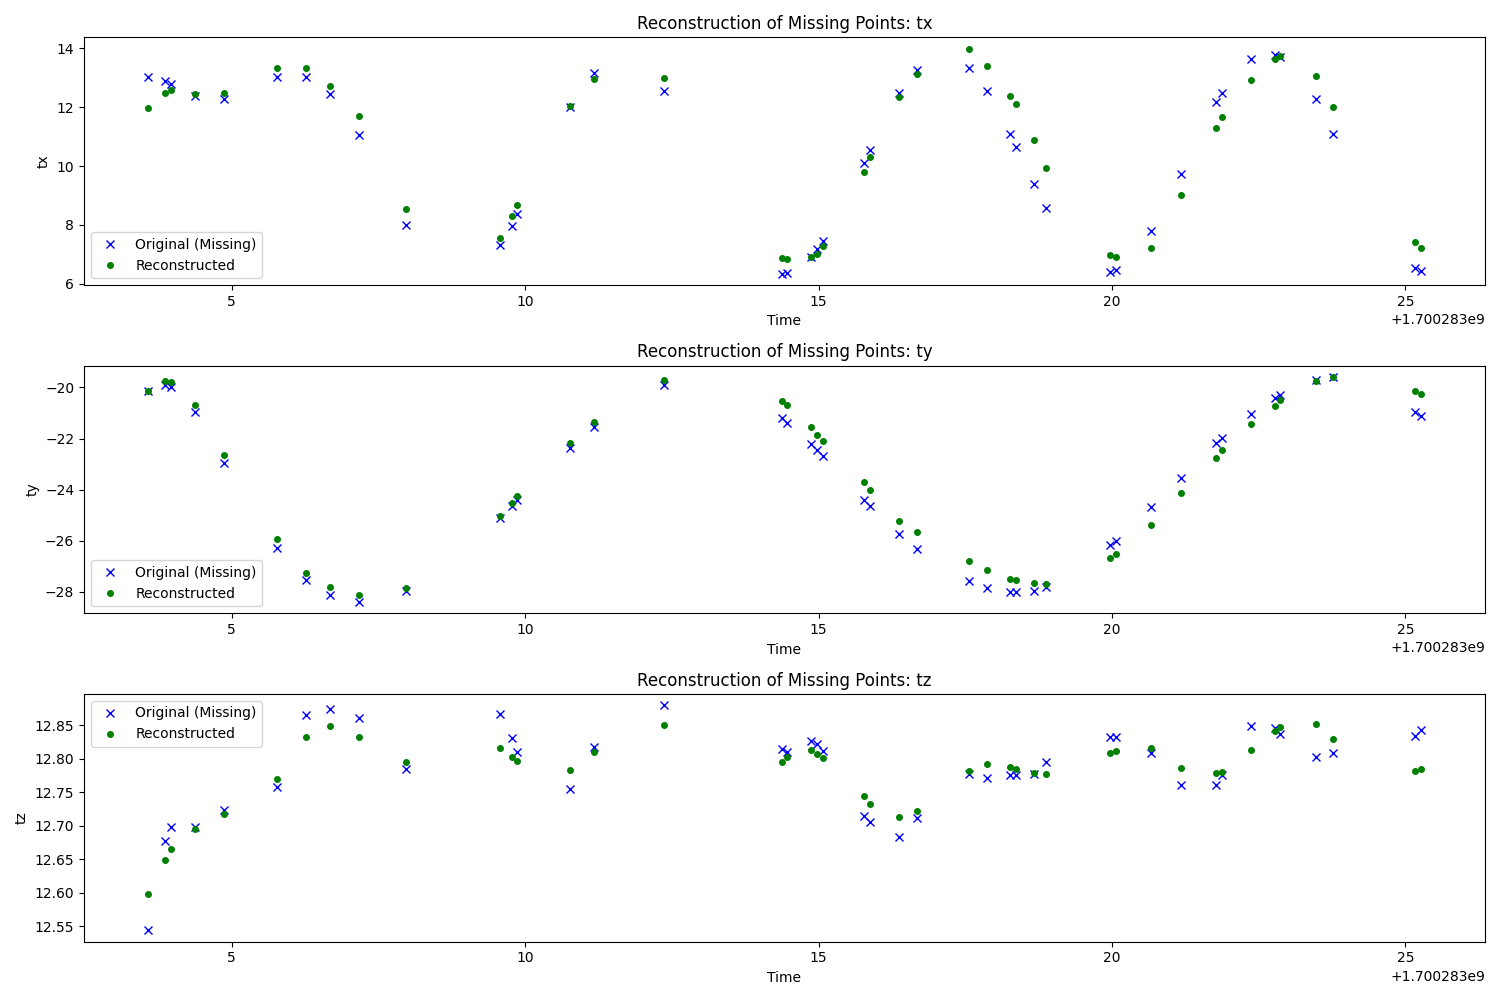 Reconstruction of Missing Points: tx
14
12
10
8
6
tx
Original (Missing)
Reconstructed
5 10 15 20 25
Time
+1.700283e9
Reconstruction of Missing Points: ty
−20
−22
−24
−26
−28
ty
Original (Missing)
Reconstructed
5 10 15 20 25
Time
+1.700283e9
Reconstruction of Missing Points: tz
12.85
12.80
12.75
12.70
12.65
12.60
12.55
tz
Original (Missing)
Reconstructed
5 10 15 20 25
Time
+1.700283e9